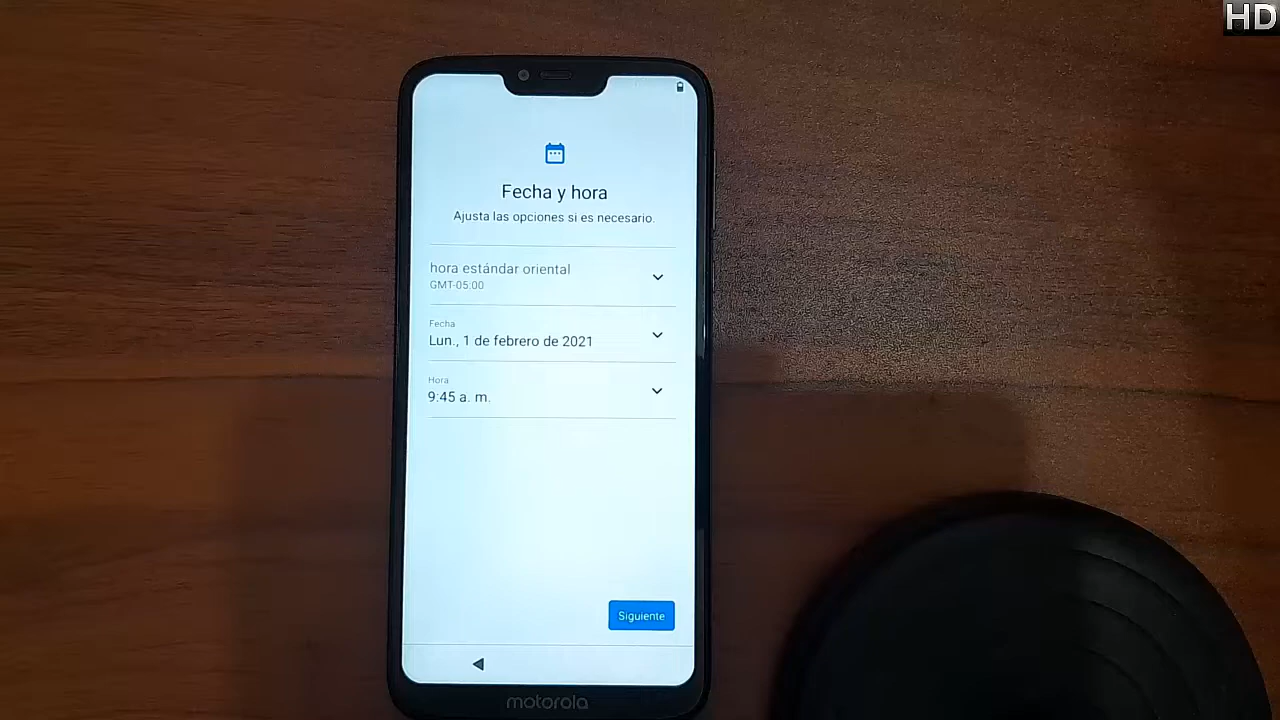 HD
Fecha y hora
Ajusta las opciones si es necesario.
hora estándar oriental
GMT-05:00
Fecha
Lun., 1 de febrero de 2021
Hora
9:45 a. m.
Siguiente
motorola